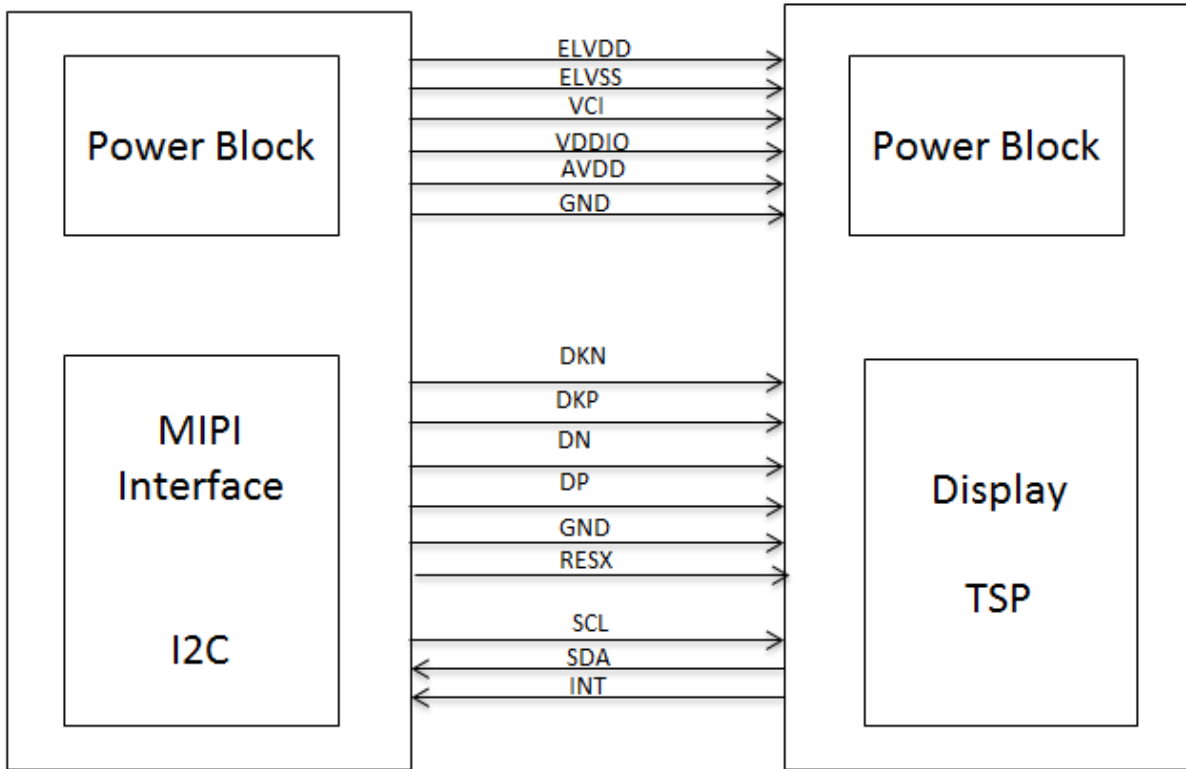 ELVDD
ELVSS
VCI
VDDIO
AVDD
GND
Power Block
Power Block
DKN
DKP
DN
DP
GND
RESX
SCL
SDA
INT
MIPI
Interface
I2C
Display
TSP